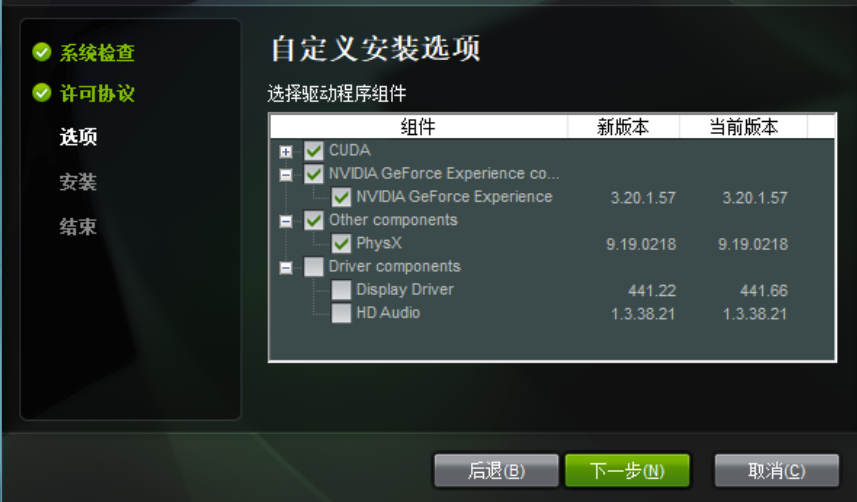 系统检查
许可协议
选项
安装
结束
自定义安装选项
选择驱动程序组件
组件 新版本 当前版本
CUDA
NVIDIA GeForce Experience co...
NVIDIA GeForce Experience 3.20.1.57 3.20.1.57
Other components
PhysX 9.19.0218 9.19.0218
Driver components
Display Driver 441.22 441.66
HD Audio 1.3.38.21 1.3.38.21
后退(B) 下一步(N) 取消(C)